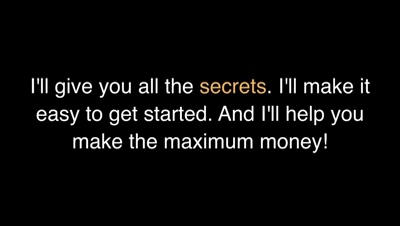 I'll give you all the secrets. I'll make it
easy to get started. And I'll help you
make the maximum money!